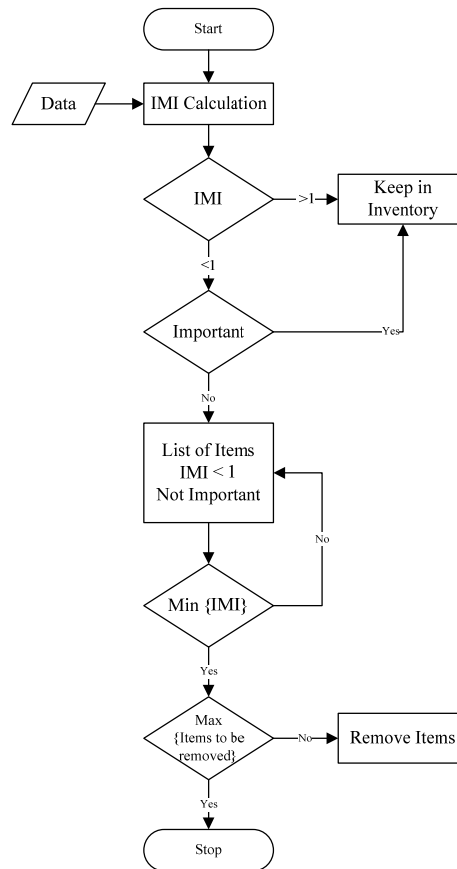 Start
Data
IMI Calculation
IMI
>1
Keep in
Inventory
<1
Important
Yes
No
List of Items
IMI < 1
Not Important
No
Min {IMI}
Yes
Max
{Items to be
removed}
No
Remove Items
Yes
Stop